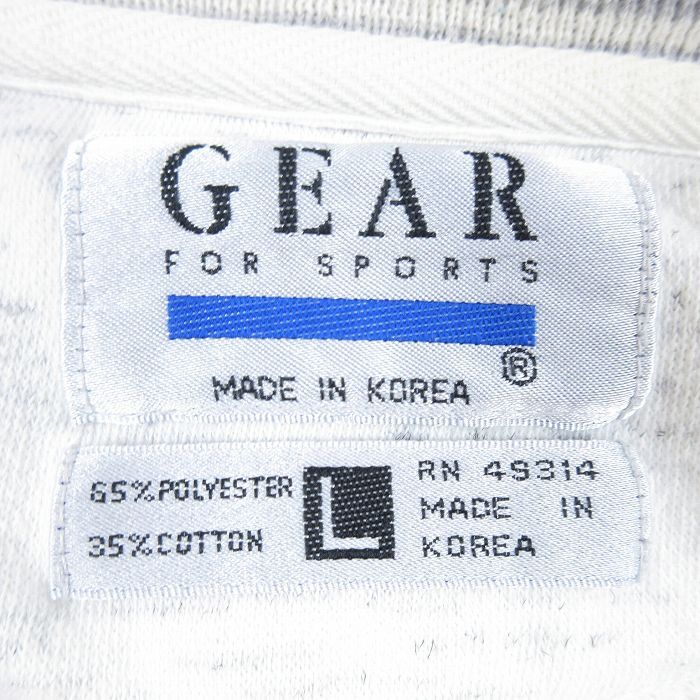 GEAR
FOR SPORTS
®
MADE IN KOREA
65%POLYESTER
35%COTTON
L
RN 49314
MADE IN
KOREA